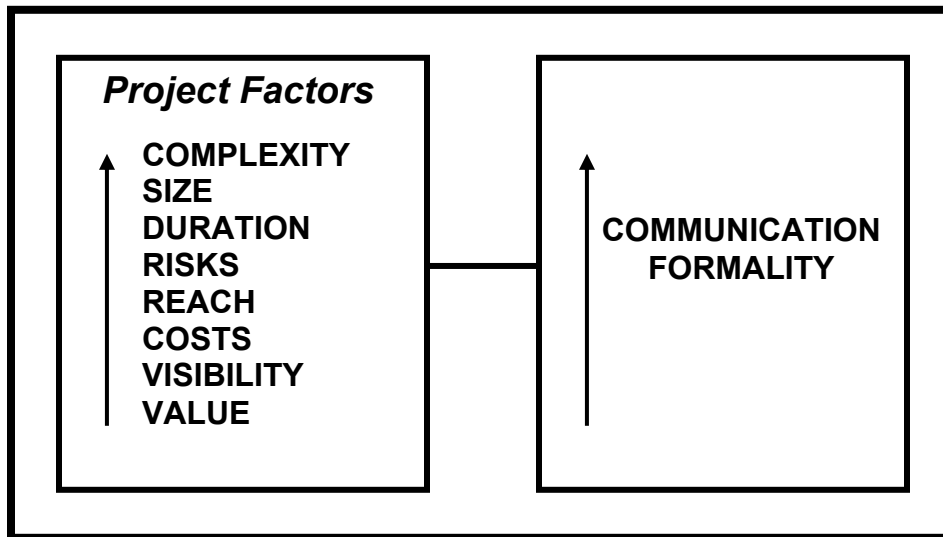 Project Factors
COMPLEXITY
SIZE
DURATION
RISKS
REACH
COSTS
VISIBILITY
VALUE
COMMUNICATION
FORMALITY